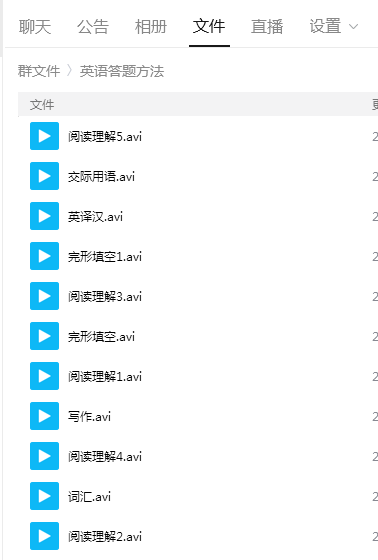 聊天 公告 相册 文件 直播 设置
群文件 〉英语答题方法
文件
阅读理解5.avi 2
交际用语.avi 2
英译汉.avi 2
完形填空1.avi 2
阅读理解3.avi 2
完形填空.avi 2
阅读理解1.avi 2
写作.avi 2
阅读理解4.avi 2
词汇.avi 2
阅读理解2.avi 2